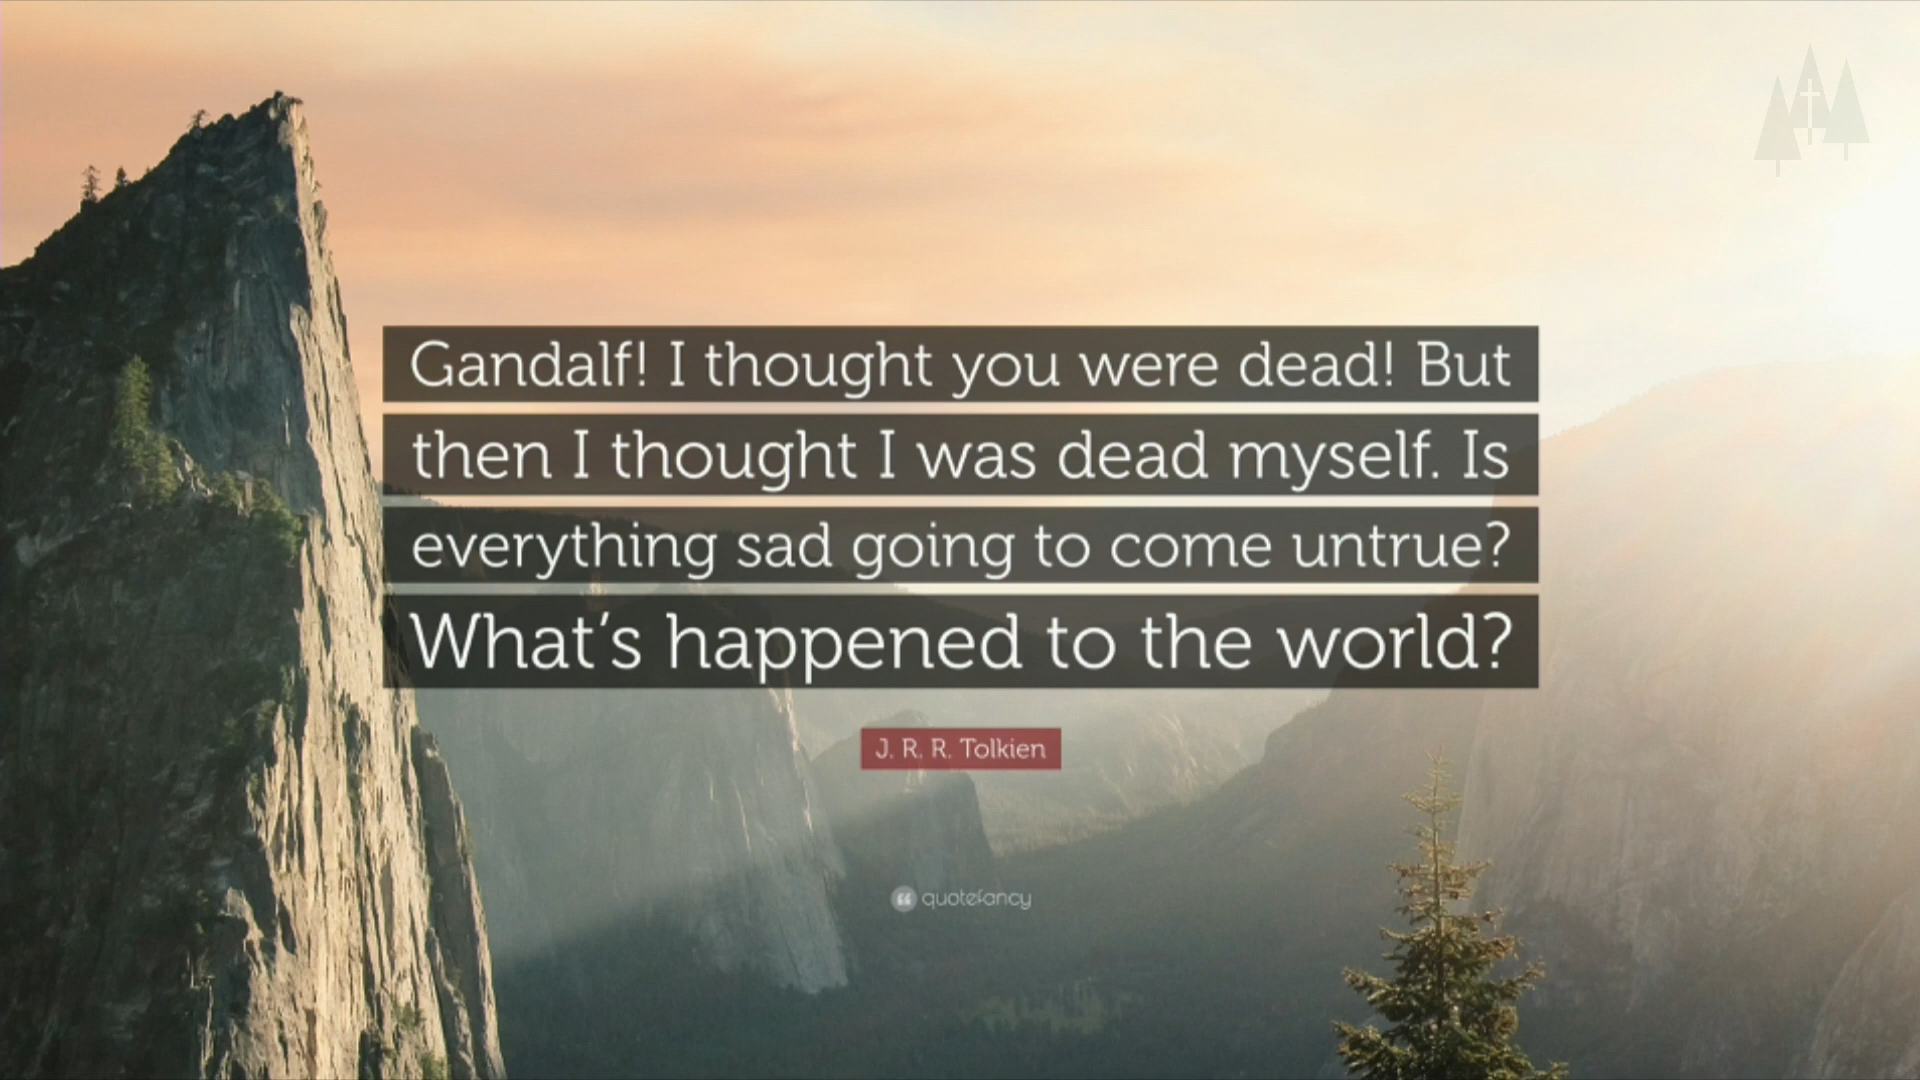 Gandalf! I thought you were dead! But
then I thought I was dead myself. Is
everything sad going to come untrue?
What’s happened to the world?
J. R. R. Tolkien
quotefancy